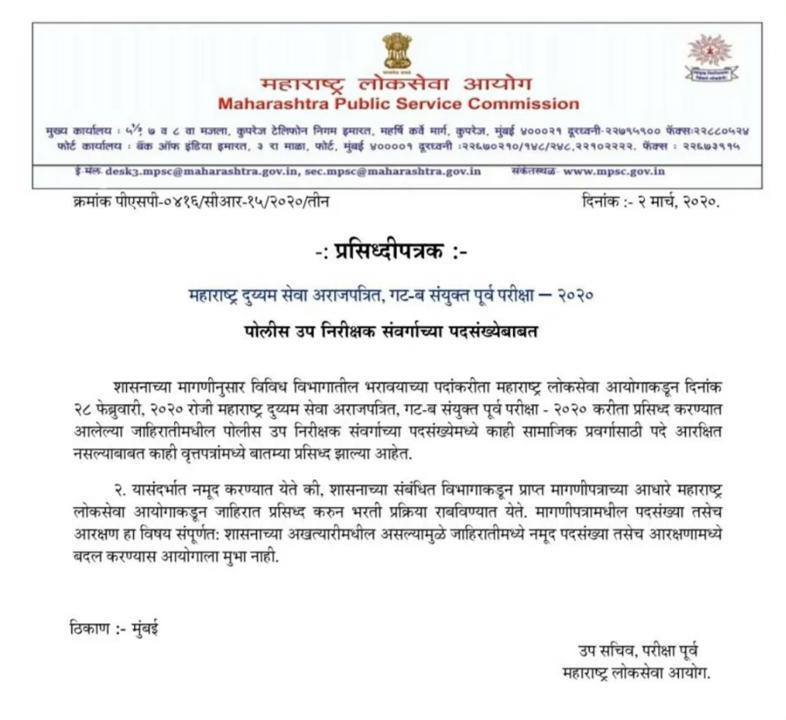 महाराष्ट्र लोकसेवा आयोग
Maharashtra Public Service Commission
मुख्य कार्यालय : ५½, ७ व ८ वा मजला, कुपरेज टेलिफोन निगम इमारत, महर्षि कर्वे मार्ग, कुपरेज, मुंबई ४०००२१ दूरध्वनी-२२७९५९०० फॅक्सः२२८८०५२४
फोर्ट कार्यालय : बँक ऑफ इंडिया इमारत, ३ रा माळा, फोर्ट, मुंबई ४००००१ दूरध्वनी :२२६७०२१०/१४८/२४८,२२१०२२२२. फॅक्स : २२६७३१९५
ई-मेल- desk3.mpsc@maharashtra.gov.in, sec.mpsc@maharashtra.gov.in संकेतस्थळ- www.mpsc.gov.in
क्रमांक पीएसपी-०४१६/सीआर-१५/२०२०/तीन दिनांक :- २ मार्च, २०२०.
-: प्रसिध्दीपत्रक :-
महाराष्ट्र दुय्यम सेवा अराजपत्रित, गट-ब संयुक्त पूर्व परीक्षा – २०२०
पोलीस उप निरीक्षक संवर्गाच्या पदसंख्येबाबत
शासनाच्या मागणीनुसार विविध विभागातील भरावयाच्या पदांकरीता महाराष्ट्र लोकसेवा आयोगाकडून दिनांक
२८ फेब्रुवारी, २०२० रोजी महाराष्ट्र दुय्यम सेवा अराजपत्रित, गट-ब संयुक्त पूर्व परीक्षा - २०२० करीता प्रसिध्द करण्यात
आलेल्या जाहिरातीमधील पोलीस उप निरीक्षक संवर्गाच्या पदसंख्येमध्ये काही सामाजिक प्रवर्गासाठी पदे आरक्षित
नसल्याबाबत काही वृत्तपत्रांमध्ये बातम्या प्रसिध्द झाल्या आहेत.
२. यासंदर्भात नमूद करण्यात येते की, शासनाच्या संबंधित विभागाकडून प्राप्त मागणीपत्राच्या आधारे महाराष्ट्र
लोकसेवा आयोगाकडून जाहिरात प्रसिध्द करुन भरती प्रक्रिया राबविण्यात येते. मागणीपत्रामधील पदसंख्या तसेच
आरक्षण हा विषय संपूर्णत: शासनाच्या अखत्यारीमधील असल्यामुळे जाहिरातीमध्ये नमूद पदसंख्या तसेच आरक्षणामध्ये
बदल करण्यास आयोगाला मुभा नाही.
ठिकाण :- मुंबई
उप सचिव, परीक्षा पूर्व
महाराष्ट्र लोकसेवा आयोग.